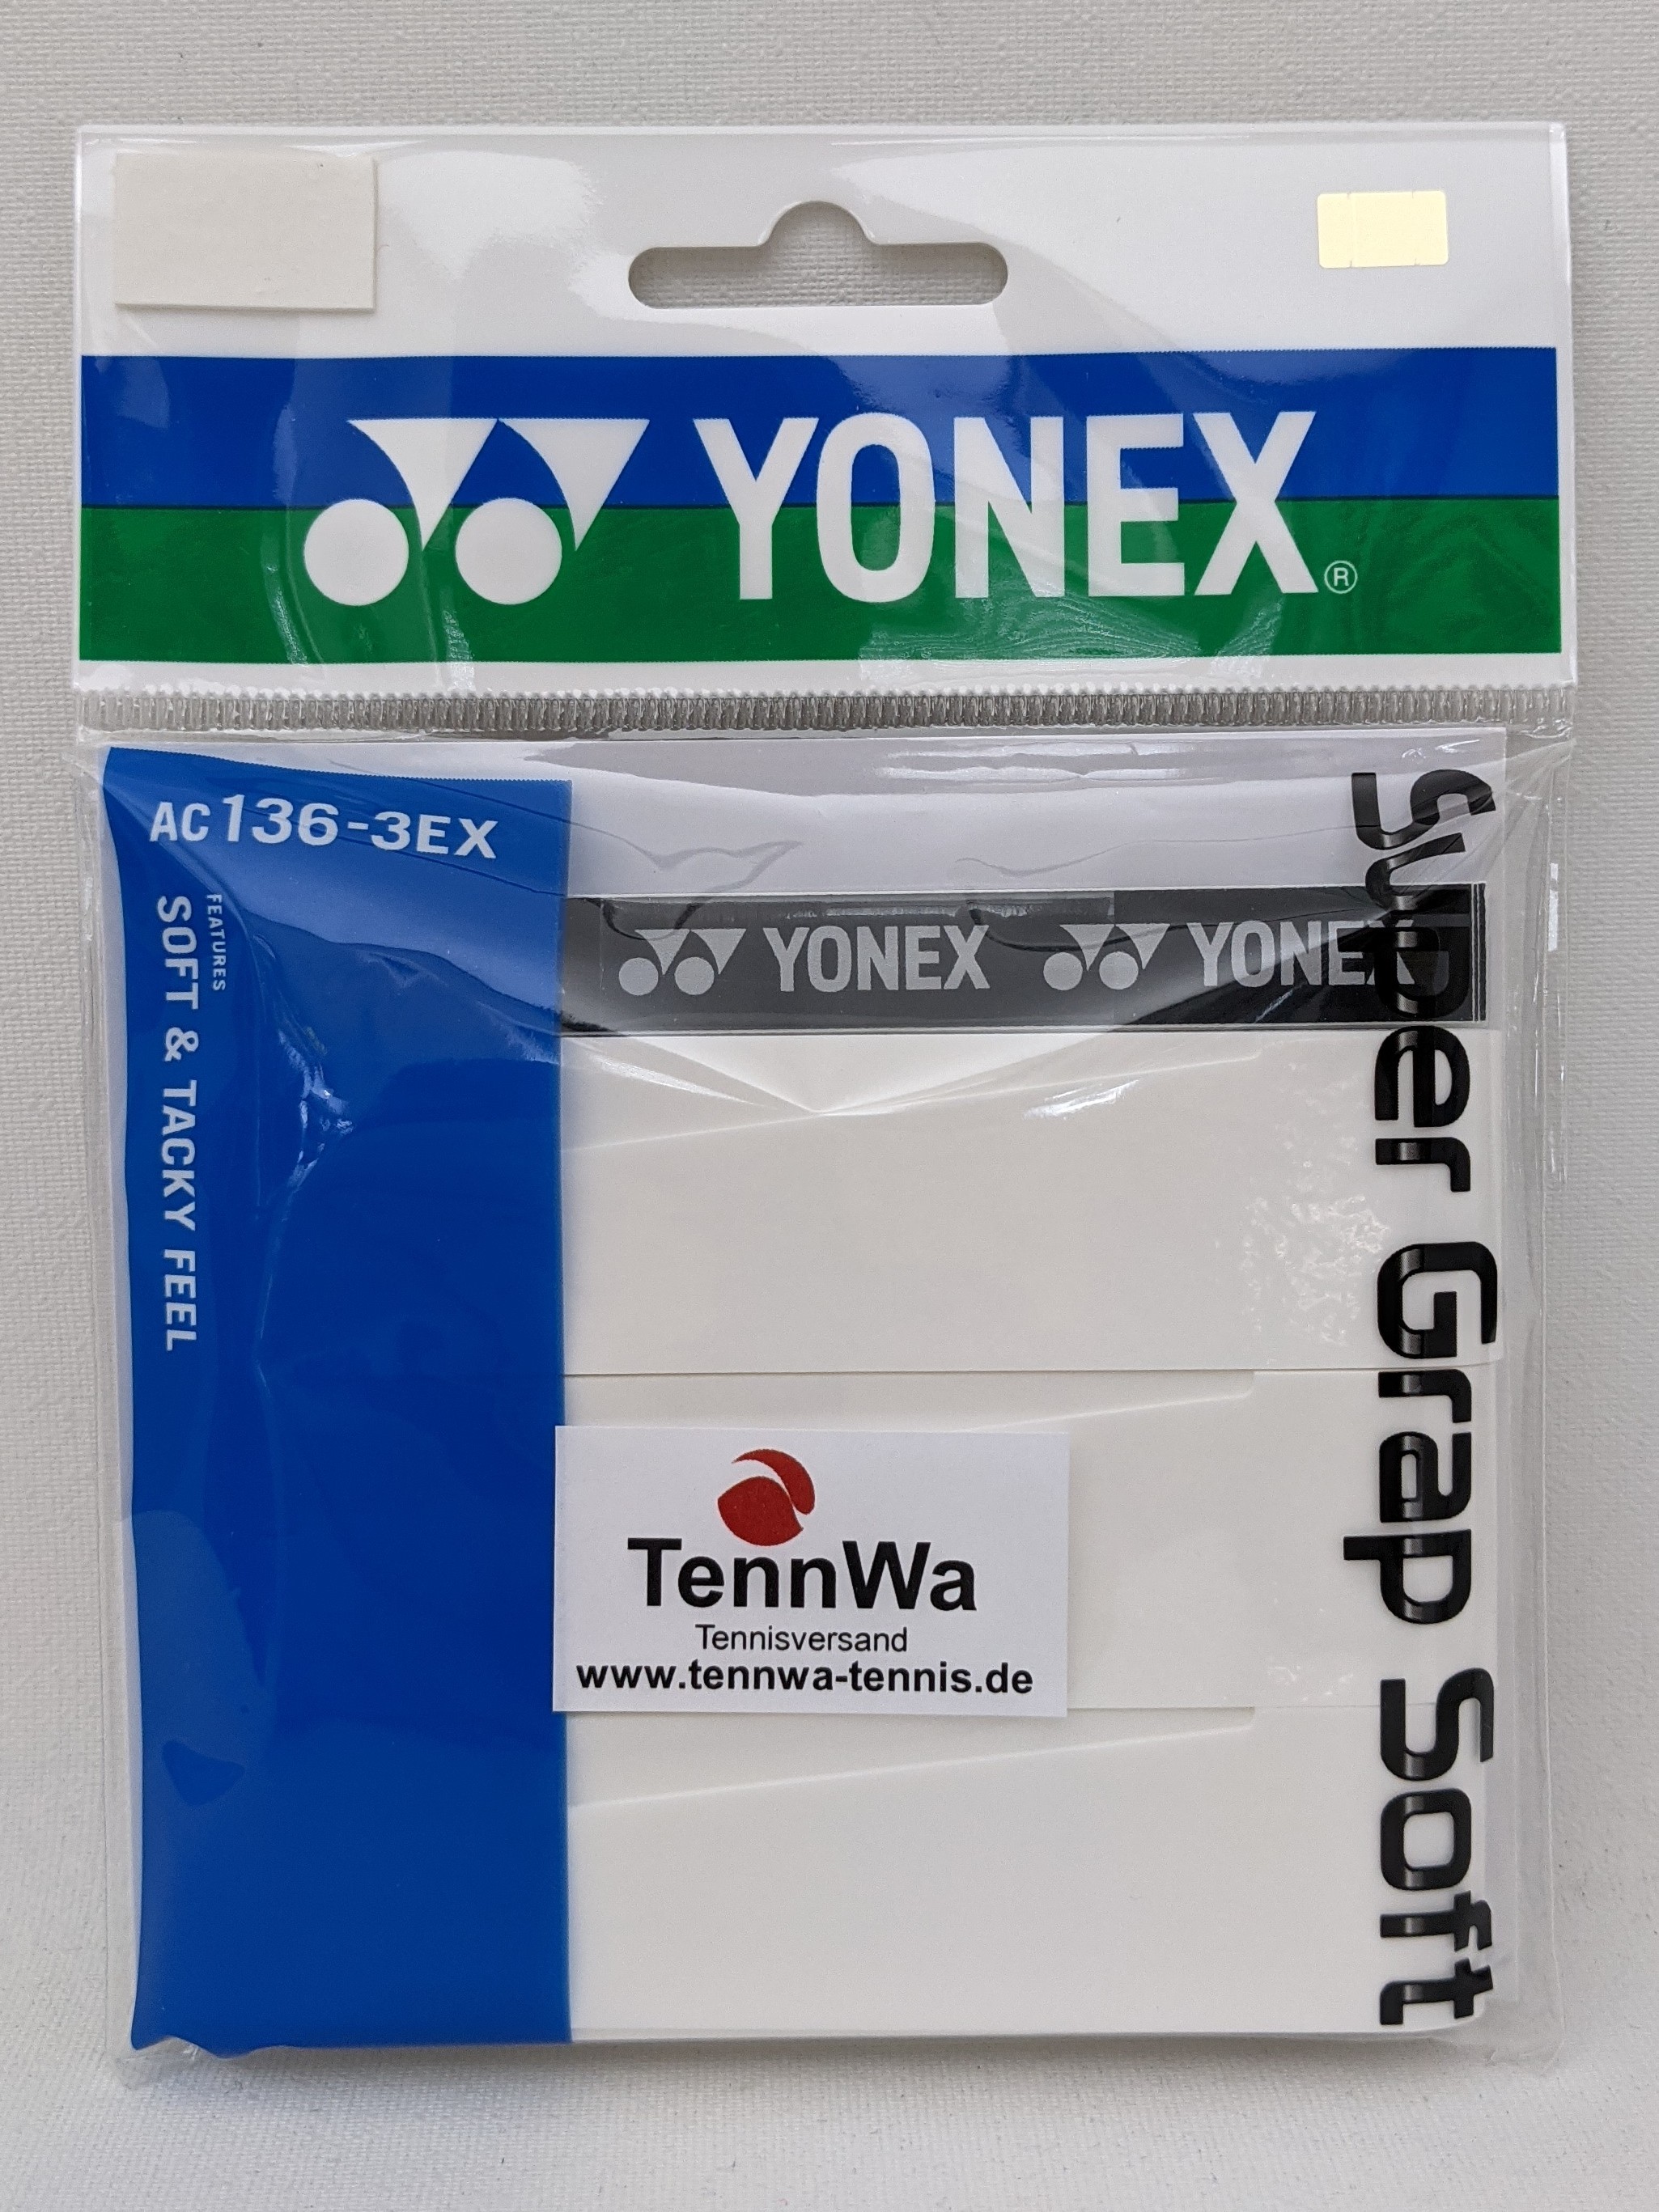 YONEX®
AC136-3EX
FEATURES
SOFT & TACKY FEEL
YONEX YONEX
Super Grap Soft
TennWa
Tennisversand
www.tennwa-tennis.de